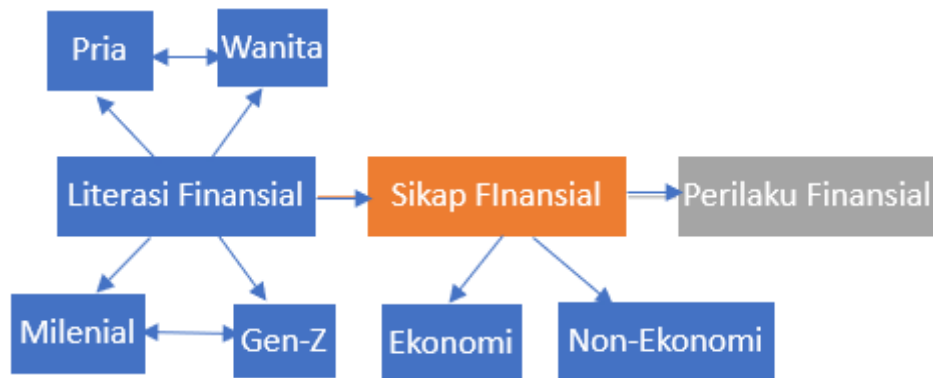 Pria
Wanita
Literasi Finansial
Sikap FInansial
Perilaku Finansial
Milenial
Gen-Z
Ekonomi
Non-Ekonomi